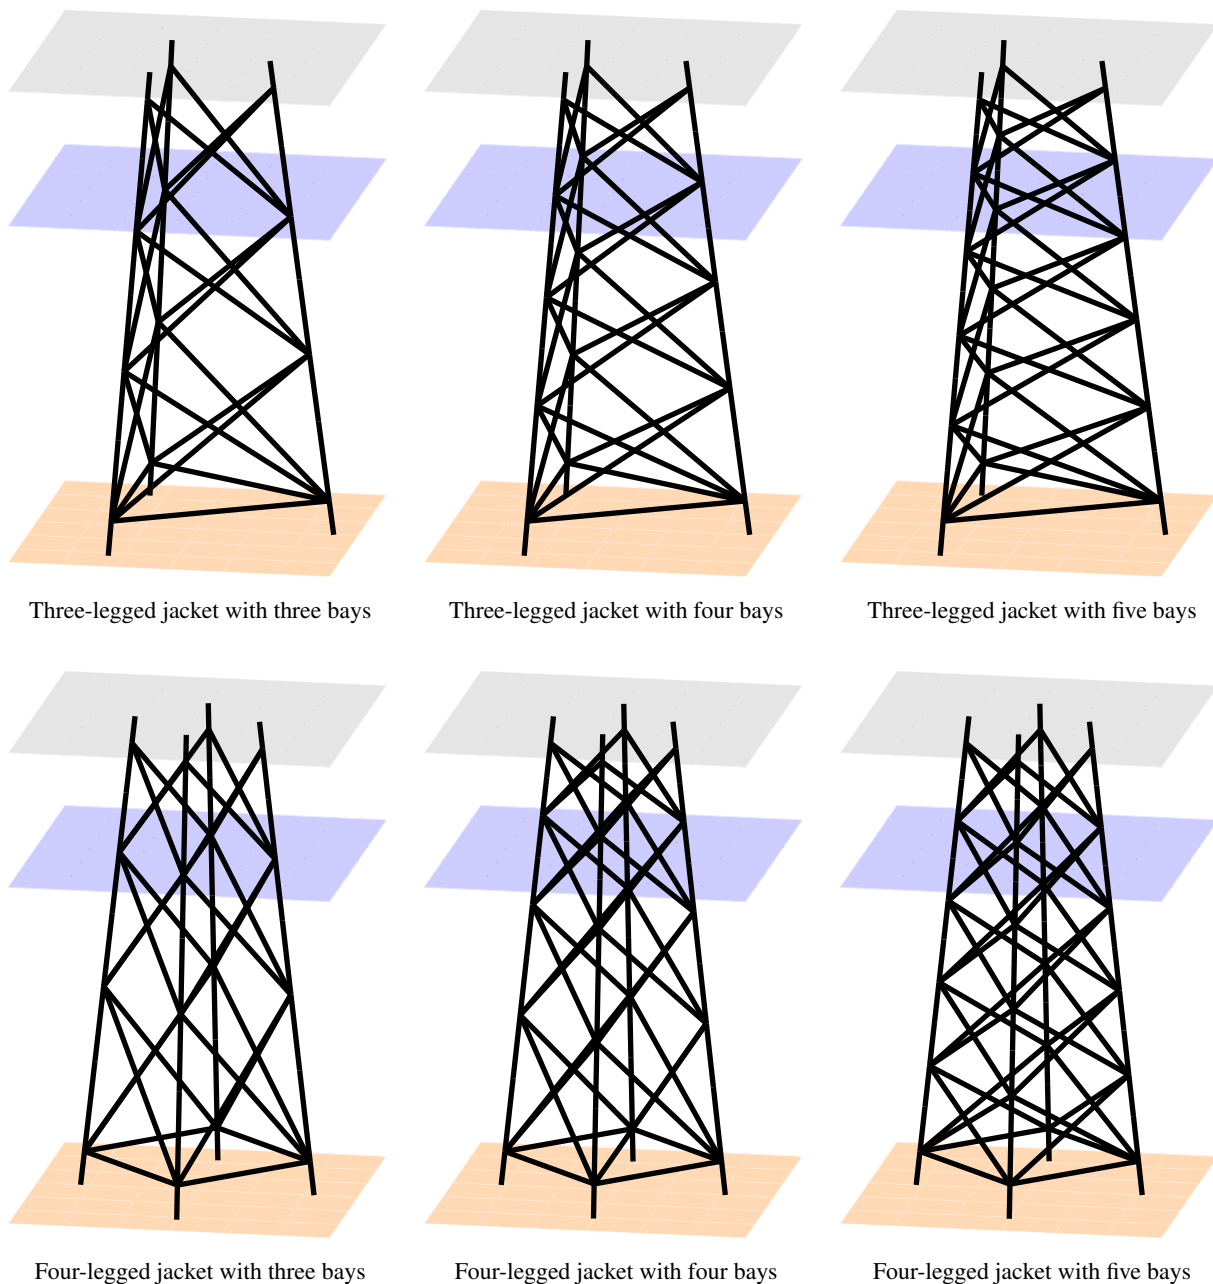 Three-legged jacket with three bays
Three-legged jacket with four bays
Three-legged jacket with five bays
Four-legged jacket with three bays
Four-legged jacket with four bays
Four-legged jacket with five bays